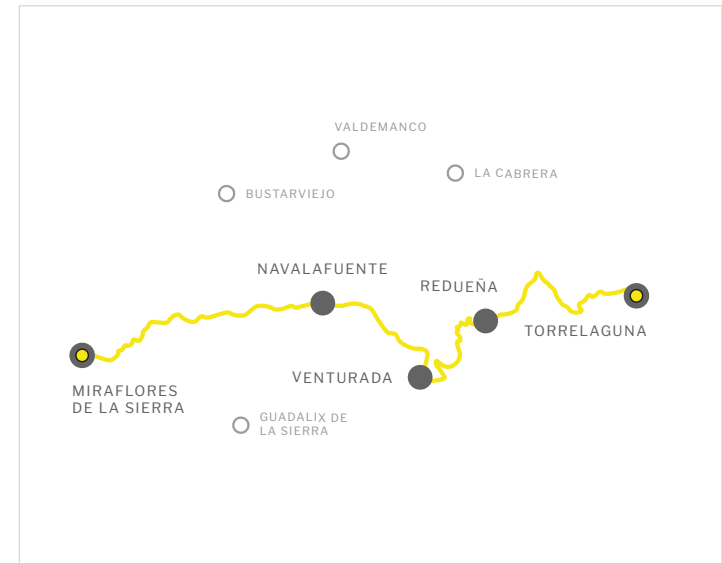 VALDEMANCO
LA CABRERA
BUSTARVIEJO
NAVALAFUENTE
REDUEÑA
TORRELAGUNA
VENTURADA
MIRAFLORES
DE LA SIERRA
GUADALIX DE
LA SIERRA